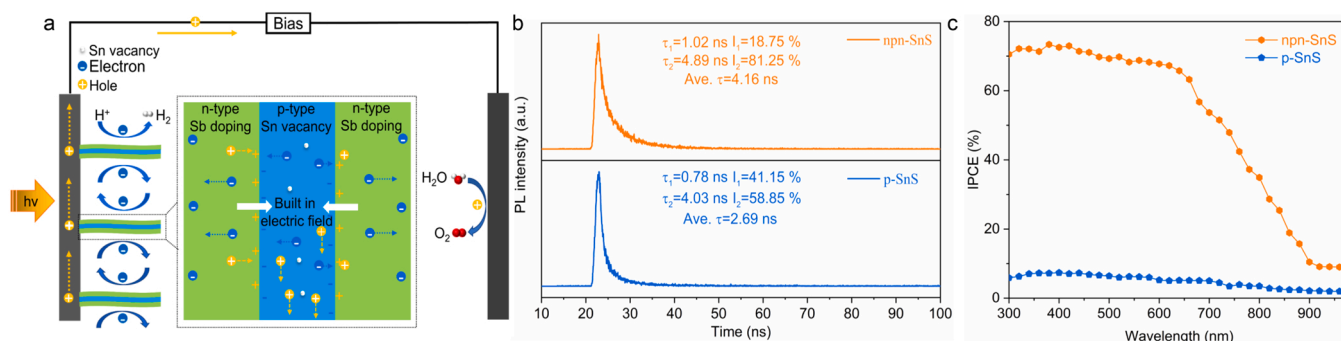 a
Bias
Sn vacancy
Electron
Hole
H⁺
H₂
hν
n-type
Sb doping
p-type
Sn vacancy
n-type
Sb doping
Built in
electric field
H₂O
O₂
b
PL intensity (a.u.)
τ₁=1.02 ns I₁=18.75 %
τ₂=4.89 ns I₂=81.25 %
Ave. τ=4.16 ns
npn-SnS
τ₁=0.78 ns I₁=41.15 %
τ₂=4.03 ns I₂=58.85 %
Ave. τ=2.69 ns
p-SnS
10 20 30 40 50 60 70 80 90 100
Time (ns)
c
IPCE (%)
80
60
40
20
0
npn-SnS
p-SnS
300 400 500 600 700 800 900
Wavelength (nm)